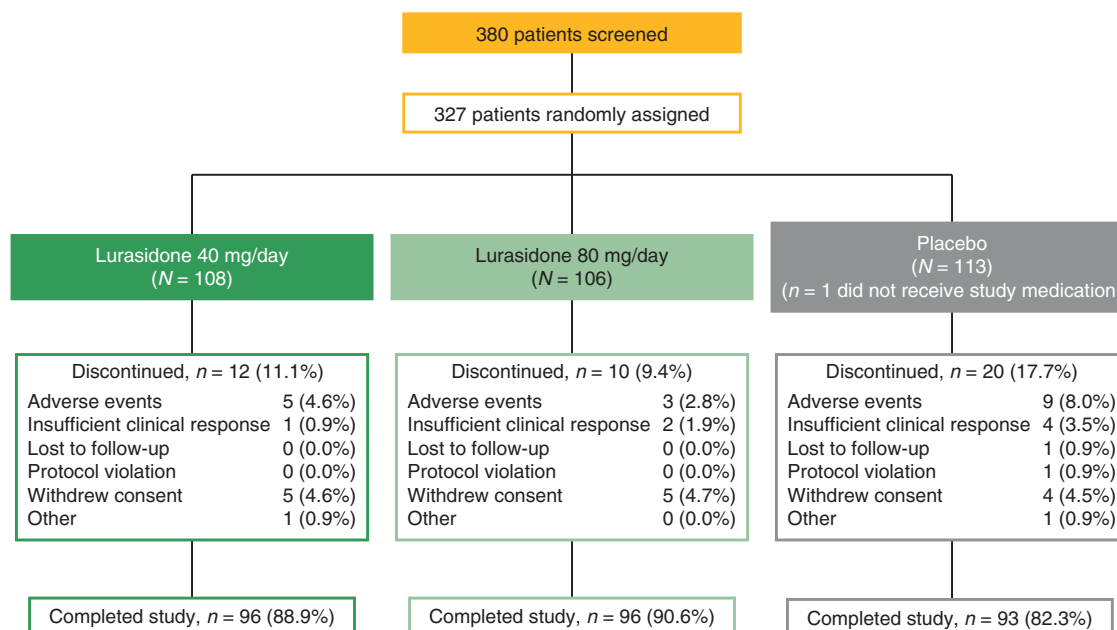 380 patients screened
327 patients randomly assigned
Lurasidone 40 mg/day
(N = 108)
Lurasidone 80 mg/day
(N = 106)
Placebo
(N = 113)
(n = 1 did not receive study medication
Discontinued, n = 12 (11.1%)
Adverse events 5 (4.6%)
Insufficient clinical response 1 (0.9%)
Lost to follow-up 0 (0.0%)
Protocol violation 0 (0.0%)
Withdrew consent 5 (4.6%)
Other 1 (0.9%)
Discontinued, n = 10 (9.4%)
Adverse events 3 (2.8%)
Insufficient clinical response 2 (1.9%)
Lost to follow-up 0 (0.0%)
Protocol violation 0 (0.0%)
Withdrew consent 5 (4.7%)
Other 0 (0.0%)
Discontinued, n = 20 (17.7%)
Adverse events 9 (8.0%)
Insufficient clinical response 4 (3.5%)
Lost to follow-up 1 (0.9%)
Protocol violation 1 (0.9%)
Withdrew consent 4 (4.5%)
Other 1 (0.9%)
Completed study, n = 96 (88.9%)
Completed study, n = 96 (90.6%)
Completed study, n = 93 (82.3%)